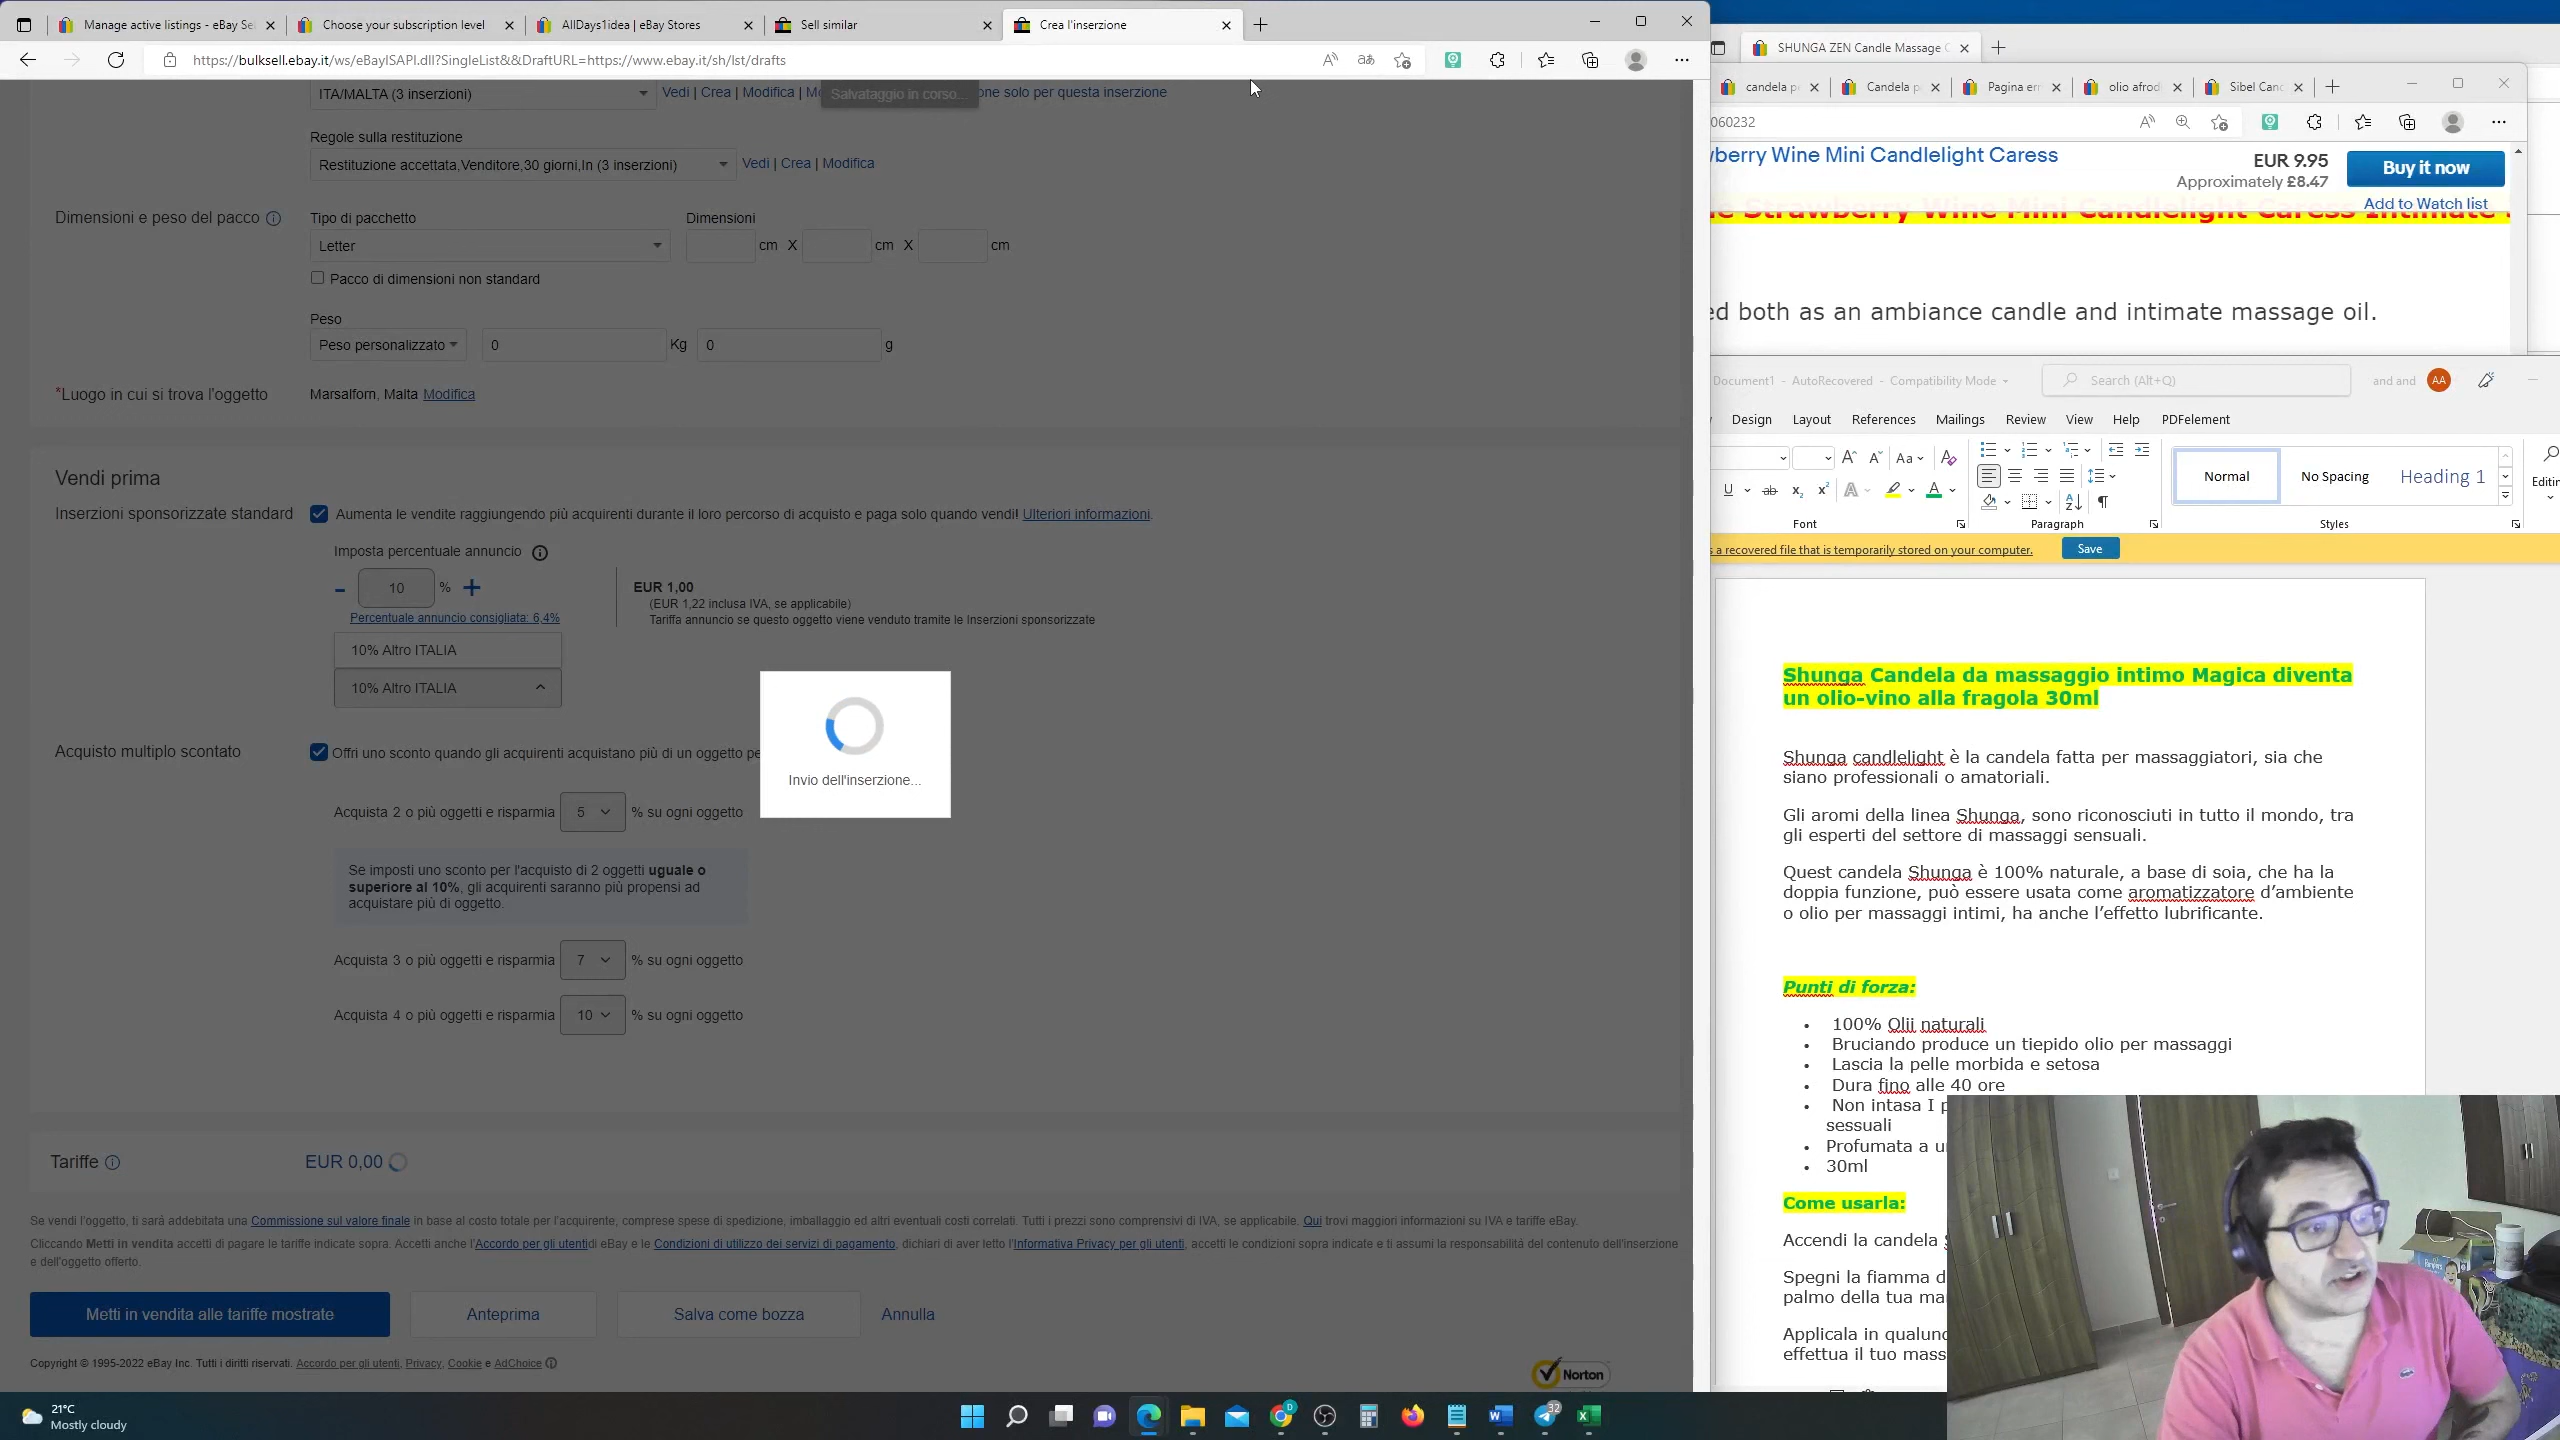 Manage active listings - eBay Se
Choose your subscription level
AllDays1idea | eBay Stores
Sell similar
Crea l'inserzione
https://bulksell.ebay.it/ws/eBayISAPI.dll?SingleList&&DraftURL=https://www.ebay.it/sh/lst/drafts
ITA/MALTA (3 inserzioni)
Vedi | Crea | Modifica |
Salvataggio in corso...
one solo per questa inserzione
Regole sulla restituzione
Restituzione accettata,Venditore,30 giorni,In (3 inserzioni)
Vedi | Crea | Modifica
Dimensioni e peso del pacco
Tipo di pacchetto
Dimensioni
Letter
cm X cm X cm
Pacco di dimensioni non standard
Peso
Peso personalizzato
0
Kg
0
g
*Luogo in cui si trova l'oggetto
Marsalforn, Malta Modifica
Vendi prima
Inserzioni sponsorizzate standard
Aumenta le vendite raggiungendo più acquirenti durante il loro percorso di acquisto e paga solo quando vendi! Ulteriori informazioni.
Imposta percentuale annuncio
- 10 % +
EUR 1,00
(EUR 1,22 inclusa IVA, se applicabile)
Tariffa annuncio se questo oggetto viene venduto tramite le Inserzioni sponsorizzate
Percentuale annuncio consigliata: 6,4%
10% Altro ITALIA
10% Altro ITALIA
Acquisto multiplo scontato
Offri uno sconto quando gli acquirenti acquistano più di un oggetto pe
Invio dell'inserzione...
Acquista 2 o più oggetti e risparmia 5 % su ogni oggetto
Se imposti uno sconto per l'acquisto di 2 oggetti uguale o
superiore al 10%, gli acquirenti saranno più propensi ad
acquistare più di oggetto.
Acquista 3 o più oggetti e risparmia 7 % su ogni oggetto
Acquista 4 o più oggetti e risparmia 10 % su ogni oggetto
Tariffe
EUR 0,00
Se vendi l'oggetto, ti sarà addebitata una Commissione sul valore finale in base al costo totale per l'acquirente, comprese spese di spedizione, imballaggio ed altri eventuali costi correlati. Tutti i prezzi sono comprensivi di IVA, se applicabile. Qui trovi maggiori informazioni su IVA e tariffe eBay.
Cliccando Metti in vendita accetti di pagare le tariffe indicate sopra. Accetti anche l'Accordo per gli utentidi eBay e le Condizioni di utilizzo dei servizi di pagamento, dichiari di aver letto l'Informativa Privacy per gli utenti, accetti le condizioni sopra indicate e ti assumi la responsabilità del contenuto dell'inserzione
e dell'oggetto offerto.
Metti in vendita alle tariffe mostrate
Anteprima
Salva come bozza
Annulla
Copyright © 1995-2022 eBay Inc. Tutti i diritti riservati. Accordo per gli utenti, Privacy, Cookie e AdChoice
Norton
21°C
Mostly cloudy
32
SHUNGA ZEN Candle Massage C
candela pe
Candela p
Pagina err
olio afrod
Sibel Canc
060232
wberry Wine Mini Candlelight Caress
EUR 9.95
Approximately £8.47
Buy it now
Add to Watch list
e Strawberry Wine Mini Candlelight Caress Intimate
ed both as an ambiance candle and intimate massage oil.
Document1 - AutoRecovered - Compatibility Mode
Search (Alt+Q)
and and
AA
Design
Layout
References
Mailings
Review
View
Help
PDFelement
Normal
No Spacing
Heading 1
Editin
Font
Paragraph
Styles
s a recovered file that is temporarily stored on your computer.
Save
Shunga Candela da massaggio intimo Magica diventa
un olio-vino alla fragola 30ml
Shunga candlelight è la candela fatta per massaggiatori, sia che
siano professionali o amatoriali.
Gli aromi della linea Shunga, sono riconosciuti in tutto il mondo, tra
gli esperti del settore di massaggi sensuali.
Quest candela Shunga è 100% naturale, a base di soia, che ha la
doppia funzione, può essere usata come aromatizzatore d'ambiente
o olio per massaggi intimi, ha anche l'effetto lubrificante.
Punti di forza:
• 100% Olii naturali
• Bruciando produce un tiepido olio per massaggi
• Lascia la pelle morbida e setosa
• Dura fino alle 40 ore
• Non intasa I p
sessuali
• Profumata a u
• 30ml
Come usarla:
Accendi la candela
Spegni la fiamma d
palmo della tua ma
Applicala in qualunq
effettua il tuo mass